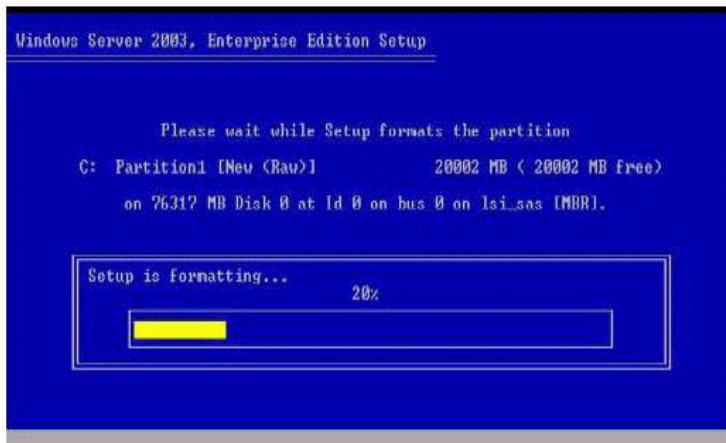 Windows Server 2003, Enterprise Edition Setup
Please wait while Setup formats the partition
C: Partition1 [New (Raw)] 20002 MB ( 20002 MB free)
on 76317 MB Disk 0 at Id 0 on bus 0 on lsi_sas [MBR].
Setup is formatting...
20%